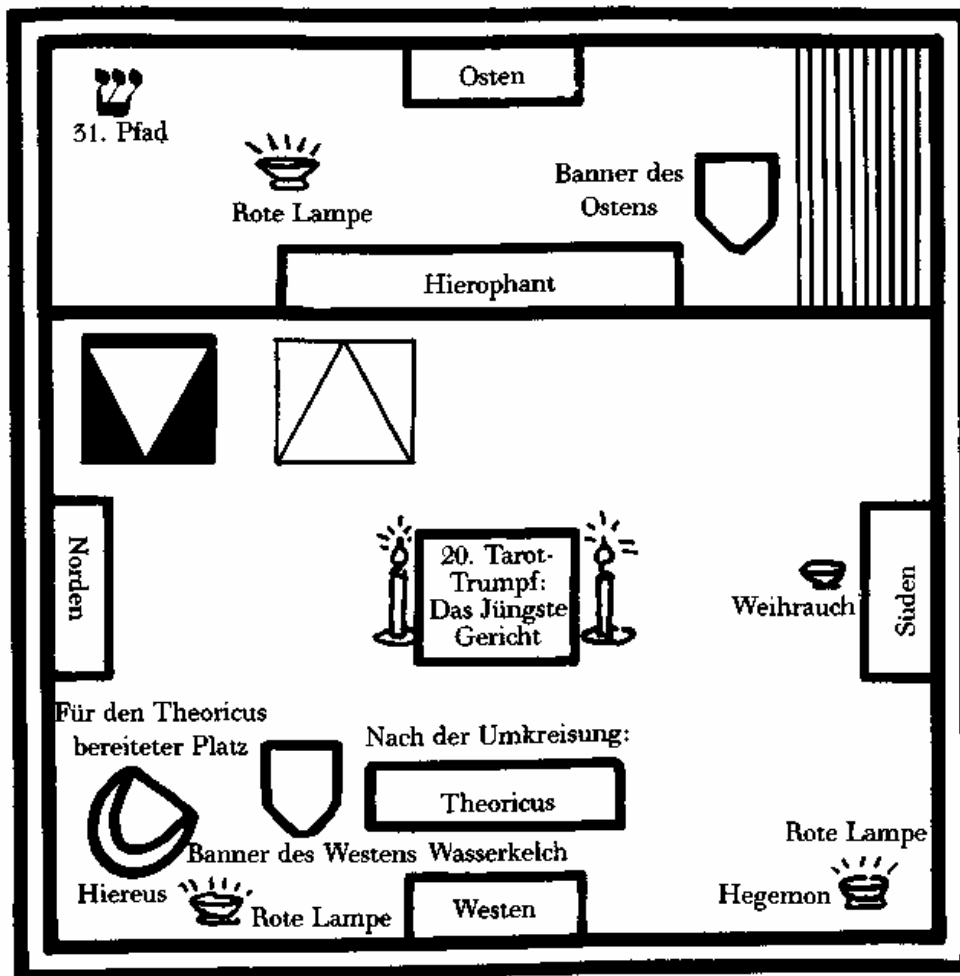 Osten
ש
31. Pfad
Rote Lampe
Banner des
Ostens
Hierophant
Norden
20. Tarot-
Trumpf:
Das Jüngste
Gericht
Weihrauch
Süden
Für den Theoricus
bereiteter Platz
Nach der Umkreisung:
Theoricus
Banner des Westens
Wasserkelch
Hiereus
Rote Lampe
Westen
Rote Lampe
Hegemon